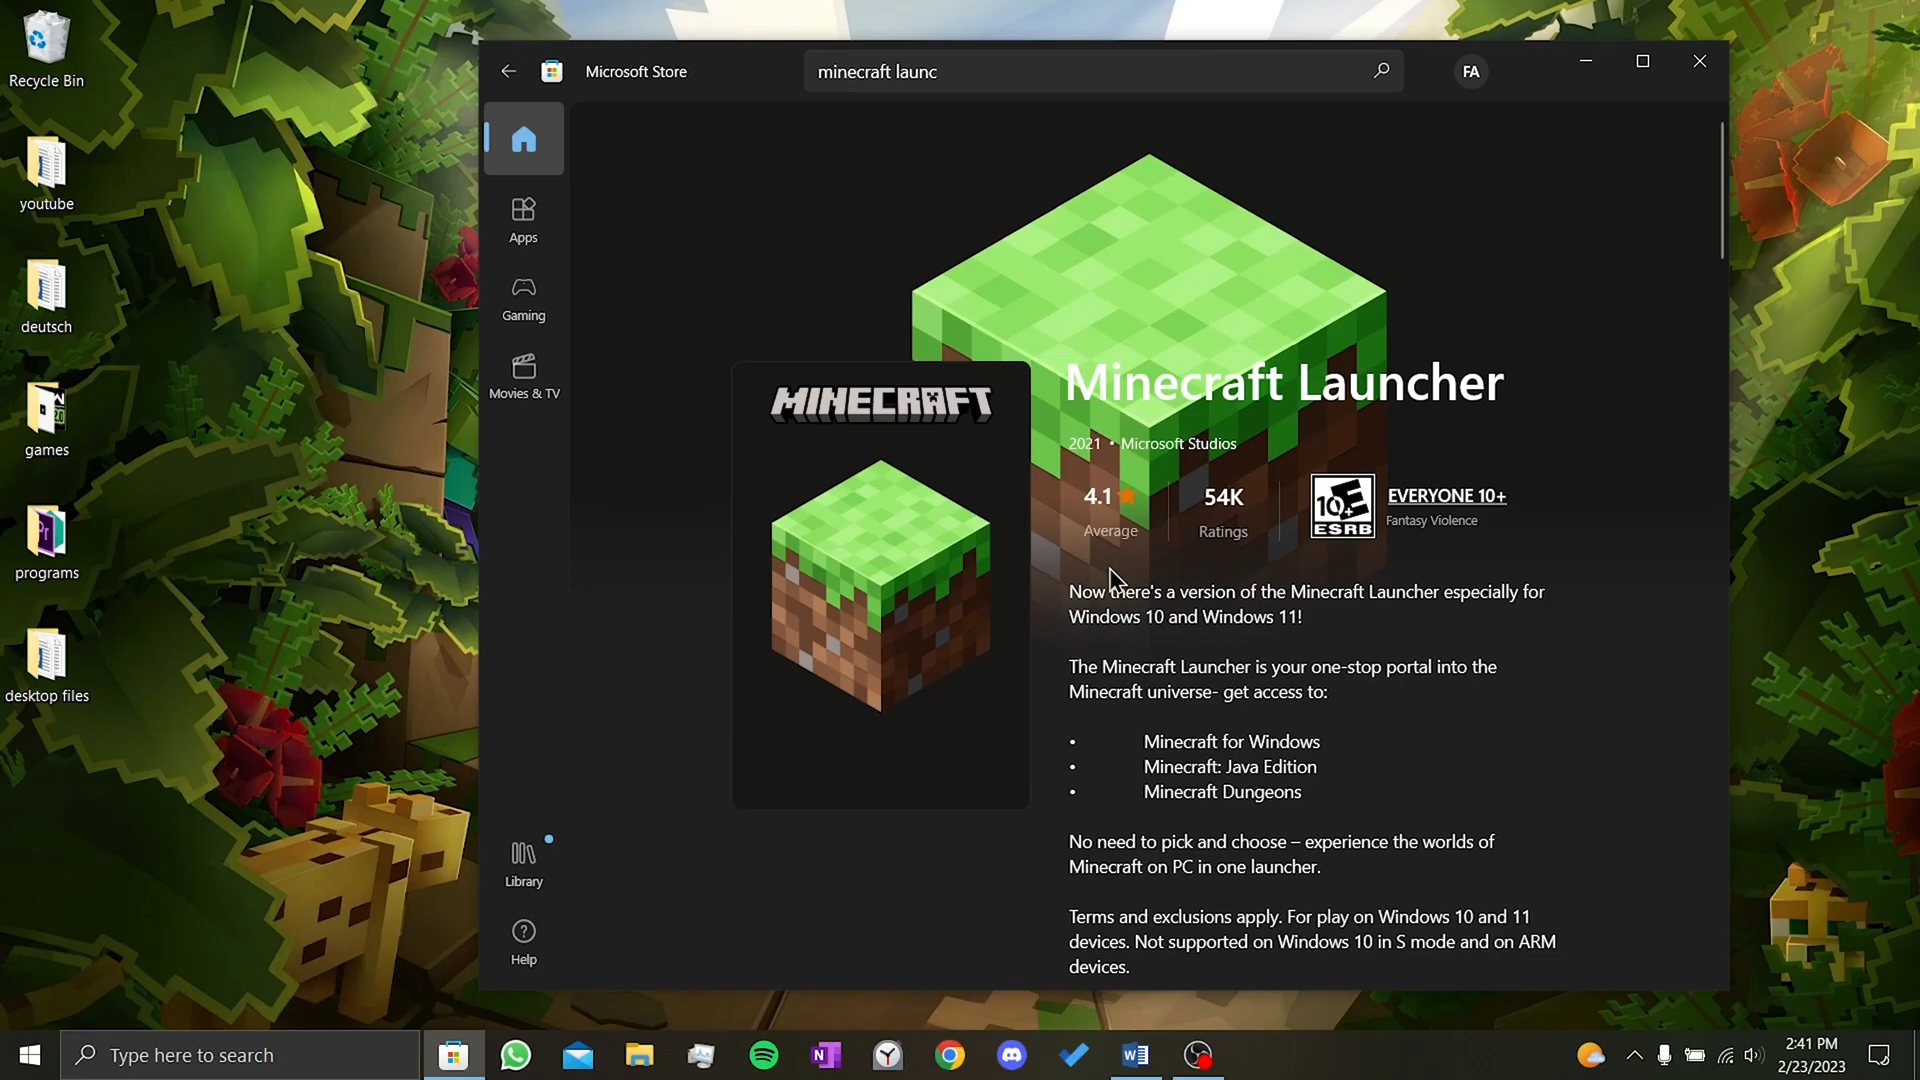 Recycle Bin
youtube
deutsch
games
programs
desktop files
Microsoft Store
minecraft launc
FA
Apps
Gaming
Movies & TV
Library
Help
MINECRAFT
Minecraft Launcher
2021 • Microsoft Studios
4.1
Average
54K
Ratings
E 10+
ESRB
EVERYONE 10+
Fantasy Violence
Now there's a version of the Minecraft Launcher especially for
Windows 10 and Windows 11!
The Minecraft Launcher is your one-stop portal into the
Minecraft universe- get access to:
• Minecraft for Windows
• Minecraft: Java Edition
• Minecraft Dungeons
No need to pick and choose – experience the worlds of
Minecraft on PC in one launcher.
Terms and exclusions apply. For play on Windows 10 and 11
devices. Not supported on Windows 10 in S mode and on ARM
devices.
Type here to search
2:41 PM
2/23/2023